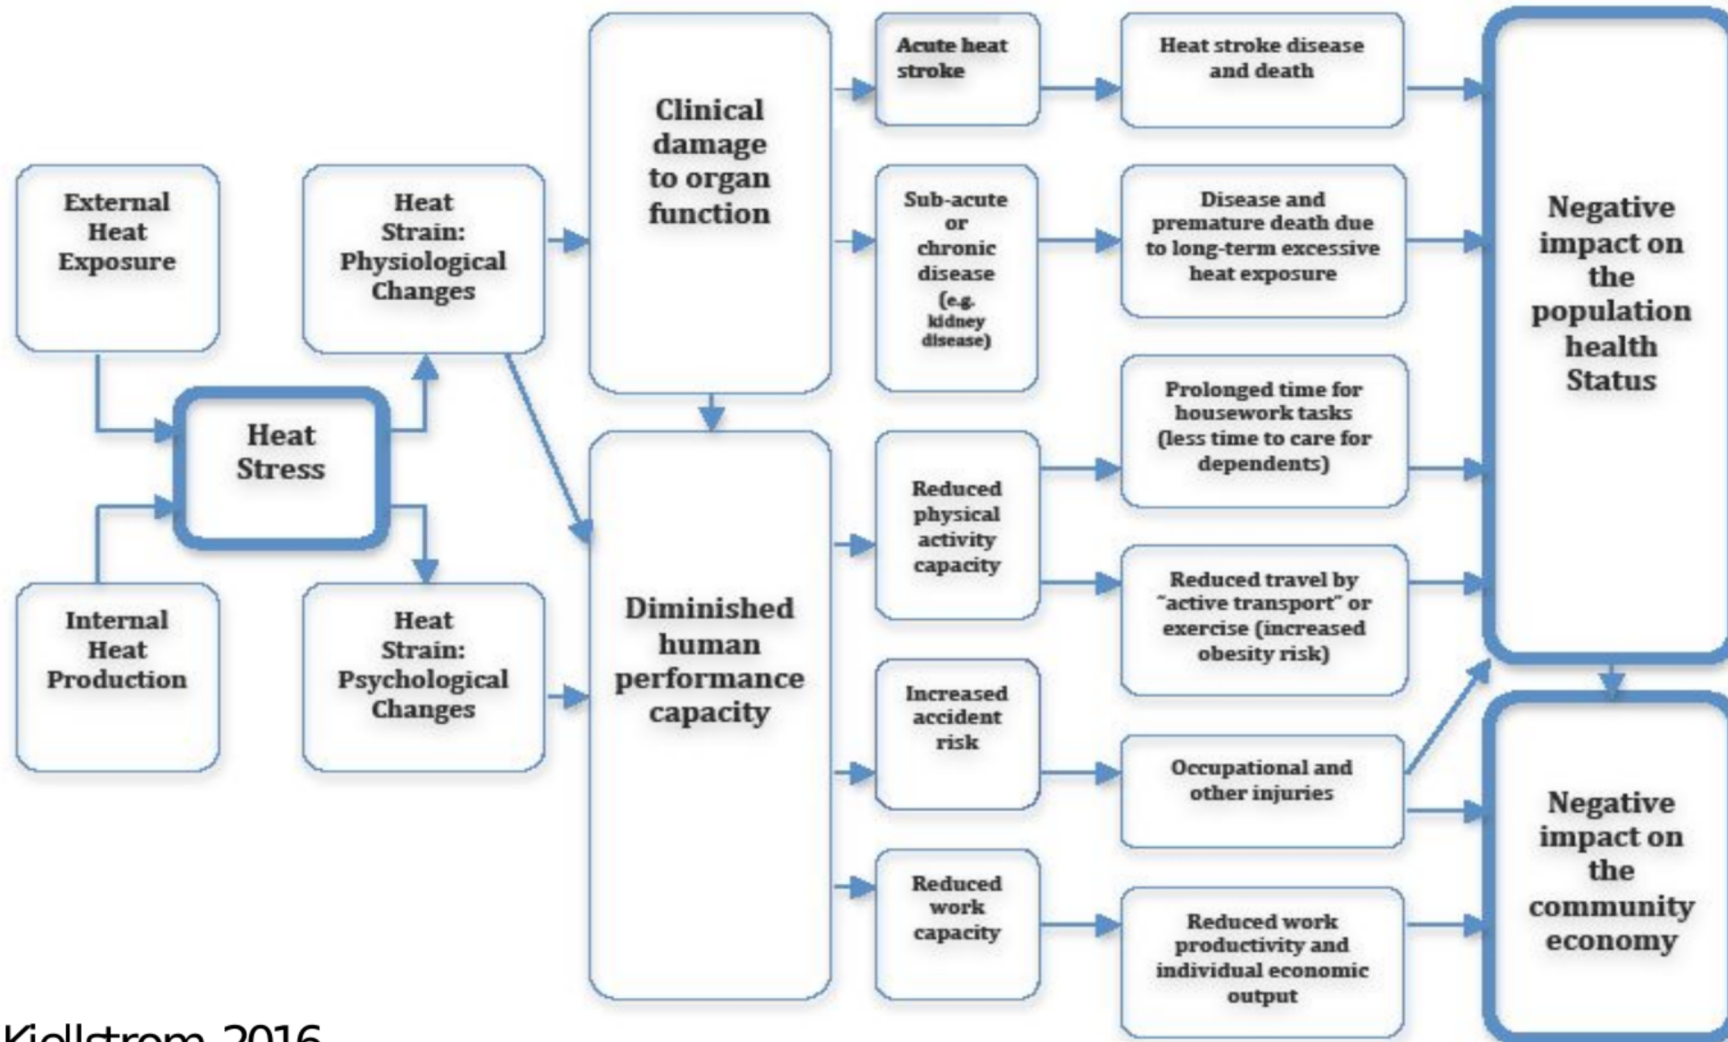 External
Heat
Exposure
Internal
Heat
Production
Heat
Stress
Heat
Strain:
Physiological
Changes
Heat
Strain:
Psychological
Changes
Clinical
damage
to organ
function
Diminished
human
performance
capacity
Acute heat
stroke
Sub-acute
or
chronic
disease
(e.g.
kidney
disease)
Reduced
physical
activity
capacity
Increased
accident
risk
Reduced
work
capacity
Heat stroke disease
and death
Disease and
premature death due
to long-term excessive
heat exposure
Prolonged time for
housework tasks
(less time to care for
dependents)
Reduced travel by
"active transport" or
exercise (increased
obesity risk)
Occupational and
other injuries
Reduced work
productivity and
individual economic
output
Negative
impact on
the
population
health
Status
Negative
impact on
the
community
economy
Kjellstrom 2016